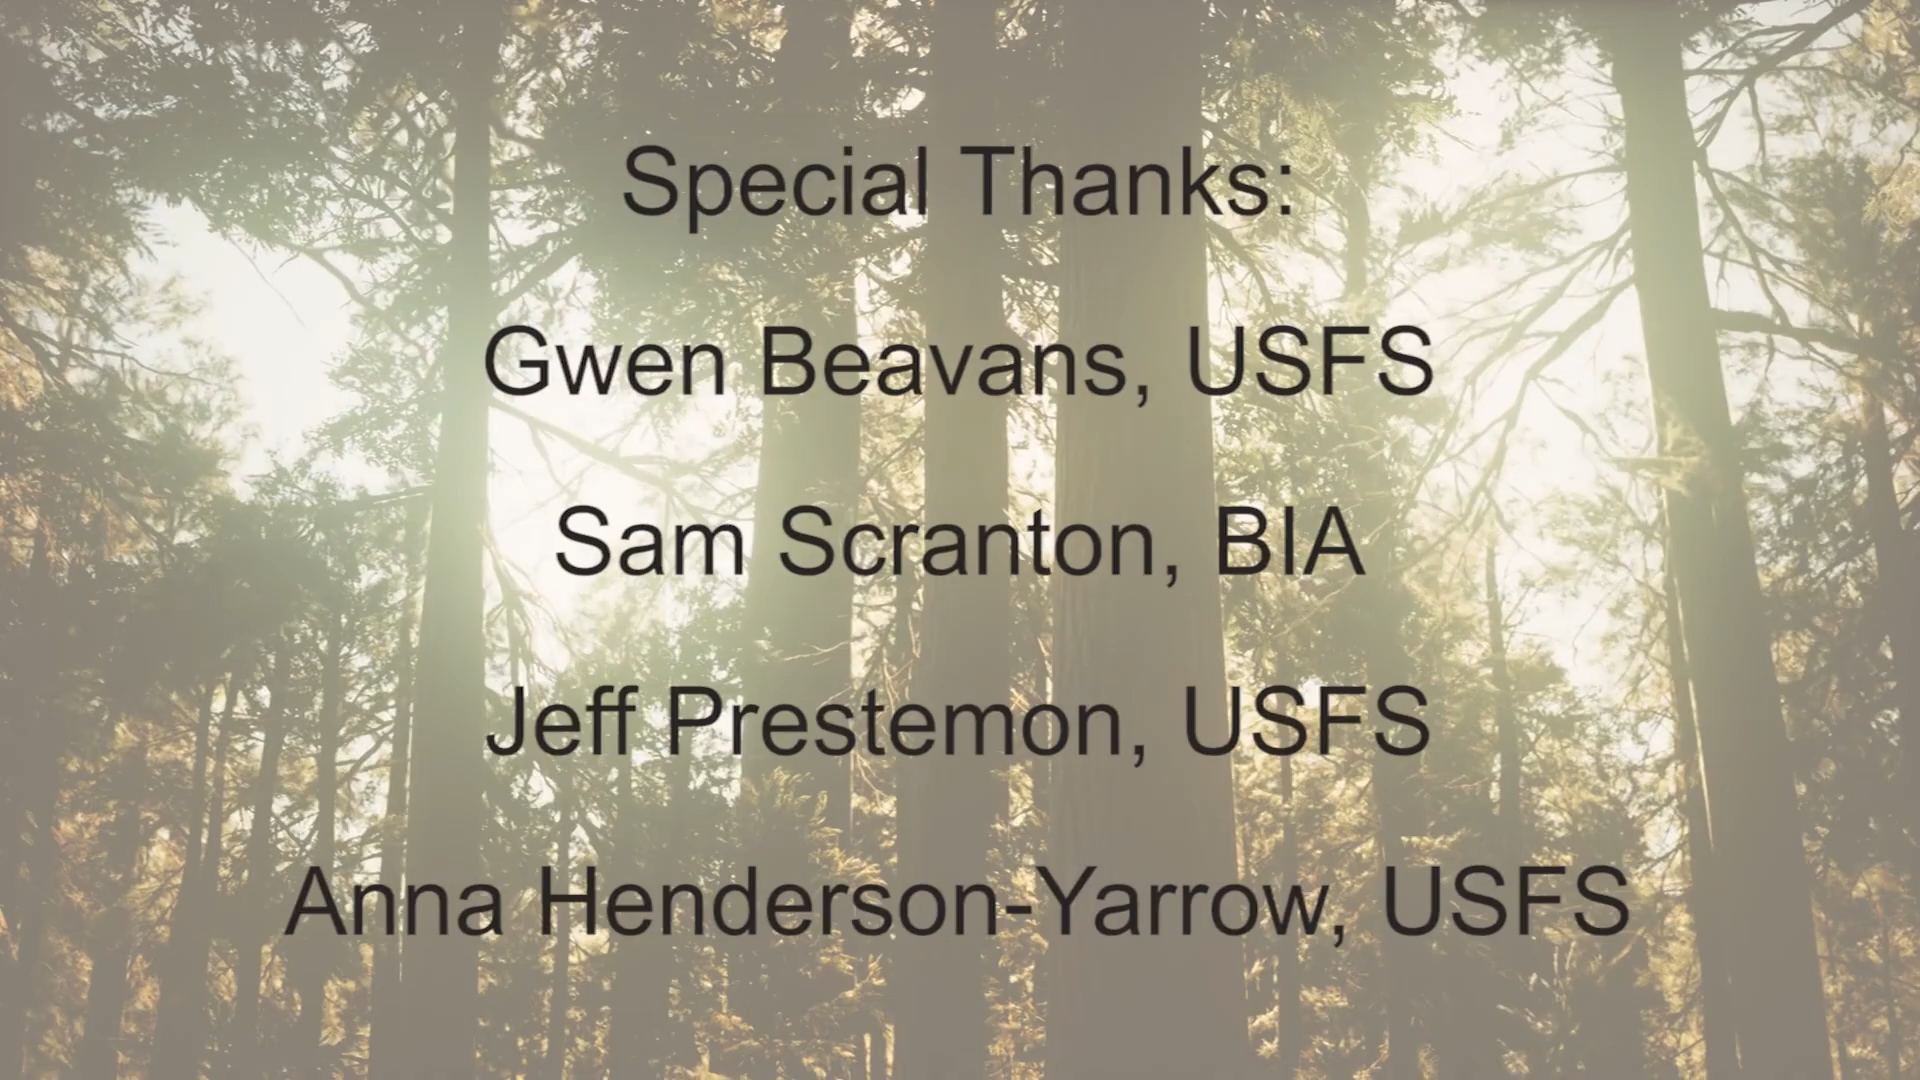 Special Thanks:
Gwen Beavans, USFS
Sam Scranton, BIA
Jeff Prestemon, USFS
Anna Henderson-Yarrow, USFS